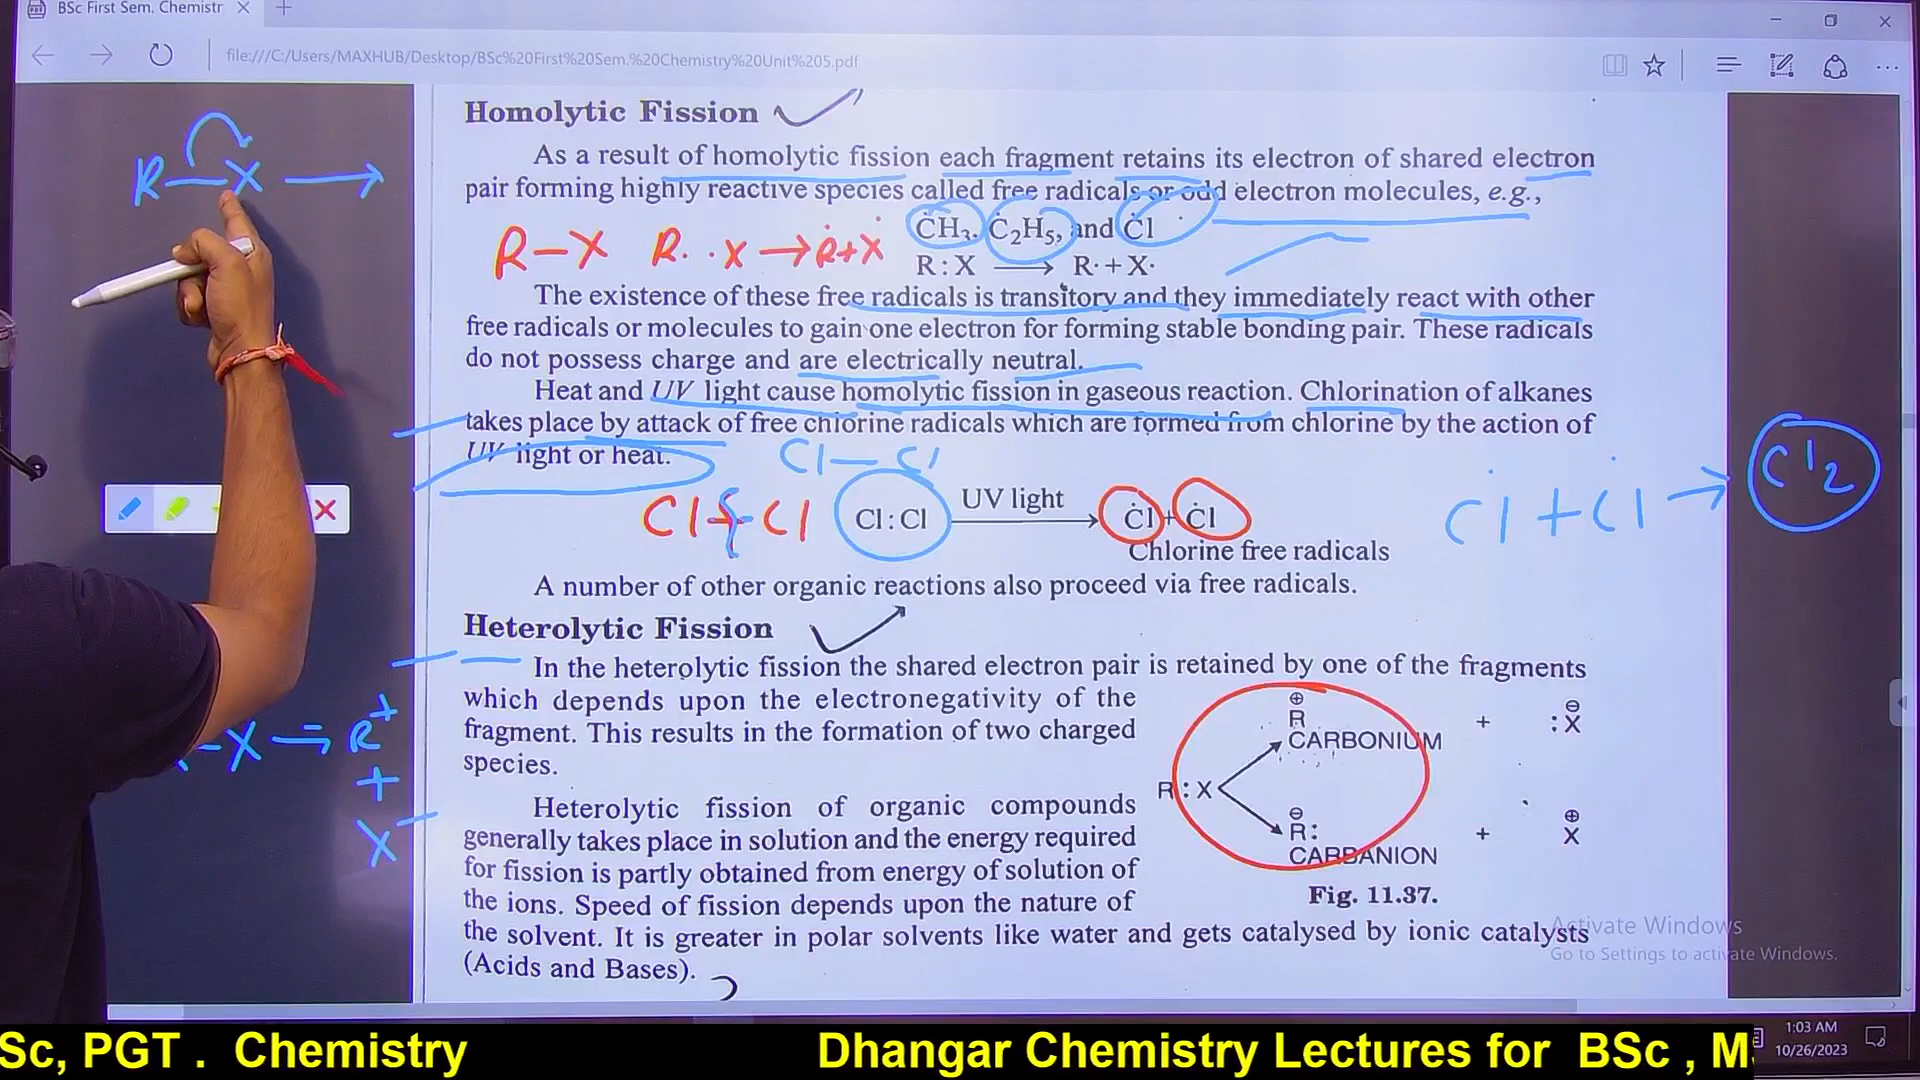 BSc First Sem. Chemistr
file:///C:/Users/MAXHUB/Desktop/BSc%20First%20Sem.%20Chemistry%20Unit%205.pdf
R—X →
Homolytic Fission
As a result of homolytic fission each fragment retains its electron of shared electron
pair forming highly reactive species called free radicals or odd electron molecules, e.g.,
ĊH3. Ċ2H5, and Ċl
R—X R· ·X → Ṙ+Ẋ
R : X ⟶ R· + X·
The existence of these free radicals is transitory and they immediately react with other
free radicals or molecules to gain one electron for forming stable bonding pair. These radicals
do not possess charge and are electrically neutral.
Heat and UV light cause homolytic fission in gaseous reaction. Chlorination of alkanes
takes place by attack of free chlorine radicals which are formed from chlorine by the action of
UV light or heat.
Cl—Cl
Cl+Cl Cl : Cl UV light ⟶ Ċl + Ċl
Ċl + Ċl → Cl2
Chlorine free radicals
A number of other organic reactions also proceed via free radicals.
Heterolytic Fission
In the heterolytic fission the shared electron pair is retained by one of the fragments
which depends upon the electronegativity of the
fragment. This results in the formation of two charged
species.
—X → R+
+
X−
⊕ ⊖
R + :X
CARBONIUM
R : X
⊖ ⊕
R: + X
CARBANION
Fig. 11.37.
Heterolytic fission of organic compounds
generally takes place in solution and the energy required
for fission is partly obtained from energy of solution of
the ions. Speed of fission depends upon the nature of
the solvent. It is greater in polar solvents like water and gets catalysed by ionic catalysts
(Acids and Bases).
Activate Windows
Go to Settings to activate Windows.
1:03 AM
10/26/2023
Sc, PGT . Chemistry Dhangar Chemistry Lectures for BSc , M